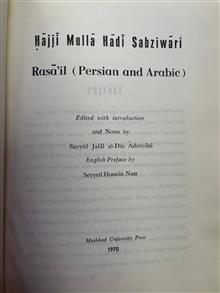 Ḥājjī Mullā Hādī Sabziwārī
Rasā'il (Persian and Arabic)
PREFACE
Edited with introduction
and Notes by
Sayyid Jalāl al-Dīn Āshtiyānī
English Preface by
Seyyed Hossein Nasr
Mashhad University Press
1970